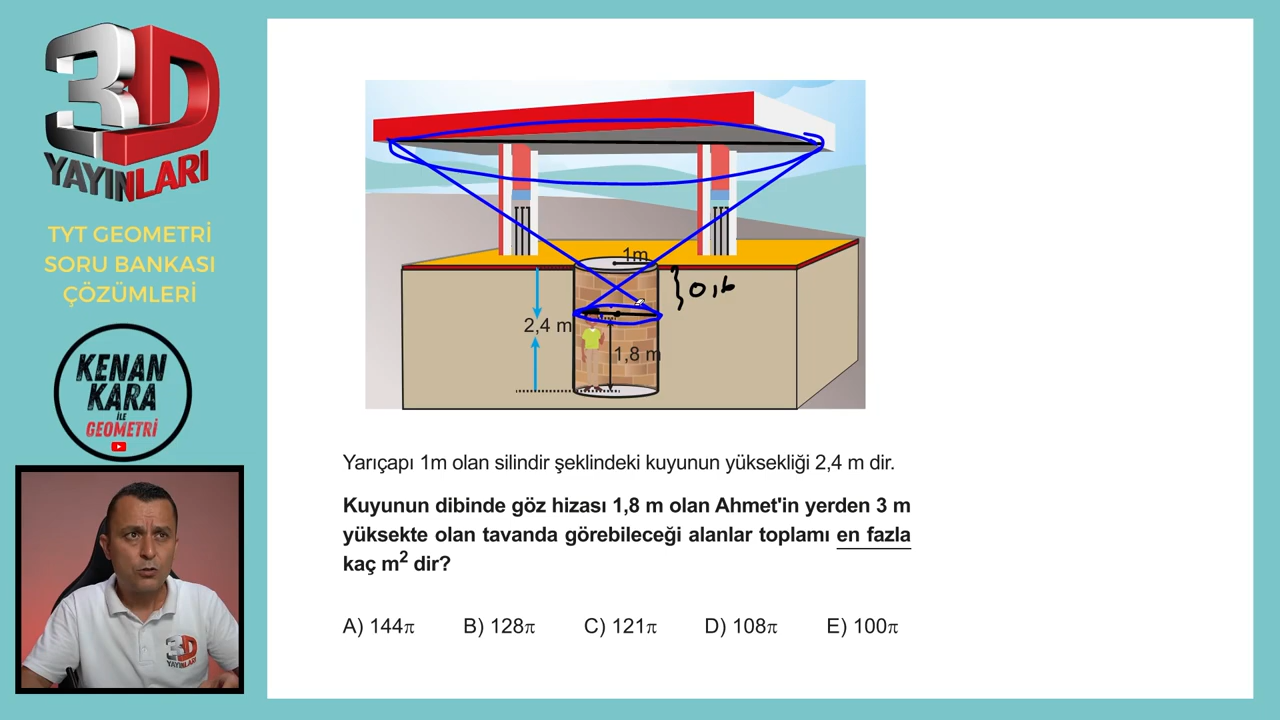 3D
YAYINLARI
TYT GEOMETRİ
SORU BANKASI
ÇÖZÜMLERİ
KENAN
KARA
İLE
GEOMETRİ
3D
YAYINLARI
1m
0,6
2,4 m
1,8 m
Yarıçapı 1m olan silindir şeklindeki kuyunun yüksekliği 2,4 m dir.
Kuyunun dibinde göz hizası 1,8 m olan Ahmet'in yerden 3 m
yüksekte olan tavanda görebileceği alanlar toplamı en fazla
kaç m² dir?
A) 144π B) 128π C) 121π D) 108π E) 100π